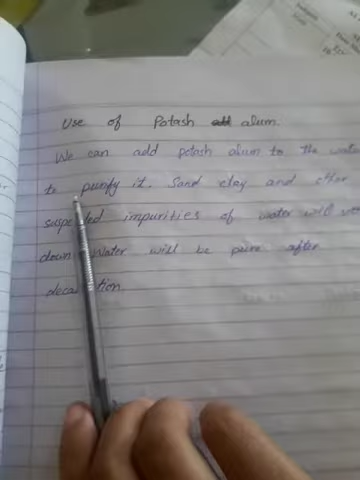 Use of Potash alum
We can add potash alum to the water
to purify it. Sand clay and other
impurities of water will
down Water will be pure after